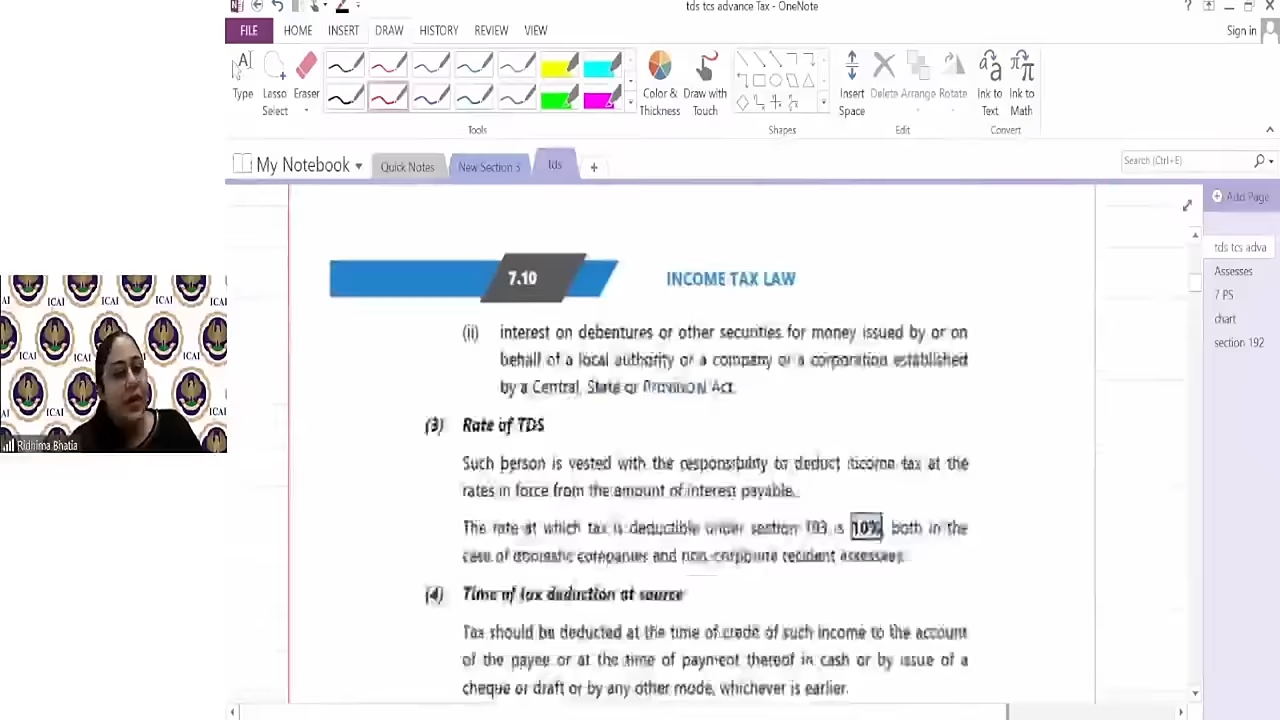 tds tcs advance Tax - OneNote
Sign in
FILE HOME INSERT DRAW HISTORY REVIEW VIEW
Type
Lasso Select
Eraser
Color & Thickness
Draw with Touch
Insert Space
Delete
Arrange
Rotate
Ink to Text
Ink to Math
Tools
Shapes
Edit
Convert
My Notebook
Quick Notes
New Section 3
tds
Search (Ctrl+E)
Add Page
tds tcs adva
Assesses
7 PS
chart
section 192
7.10 INCOME TAX LAW
(ii) interest on debentures or other securities for money issued by or on
behalf of a local authority or a company or a corporation established
by a Central, State or Provincial Act.
(3) Rate of TDS
Such person is vested with the responsibility to deduct income tax at the
rates in force from the amount of interest payable.
The rate at which tax is deductible under section 193 is 10%, both in the
case of domestic companies and non-corporate resident assessees.
(4) Time of tax deduction at source
Tax should be deducted at the time of credit of such income to the account
of the payee or at the time of payment thereof in cash or by issue of a
cheque or draft or by any other mode, whichever is earlier.
ICAI
ICAI
ICAI
ICAI
ICAI
ICAI
Ridhima Bhatia